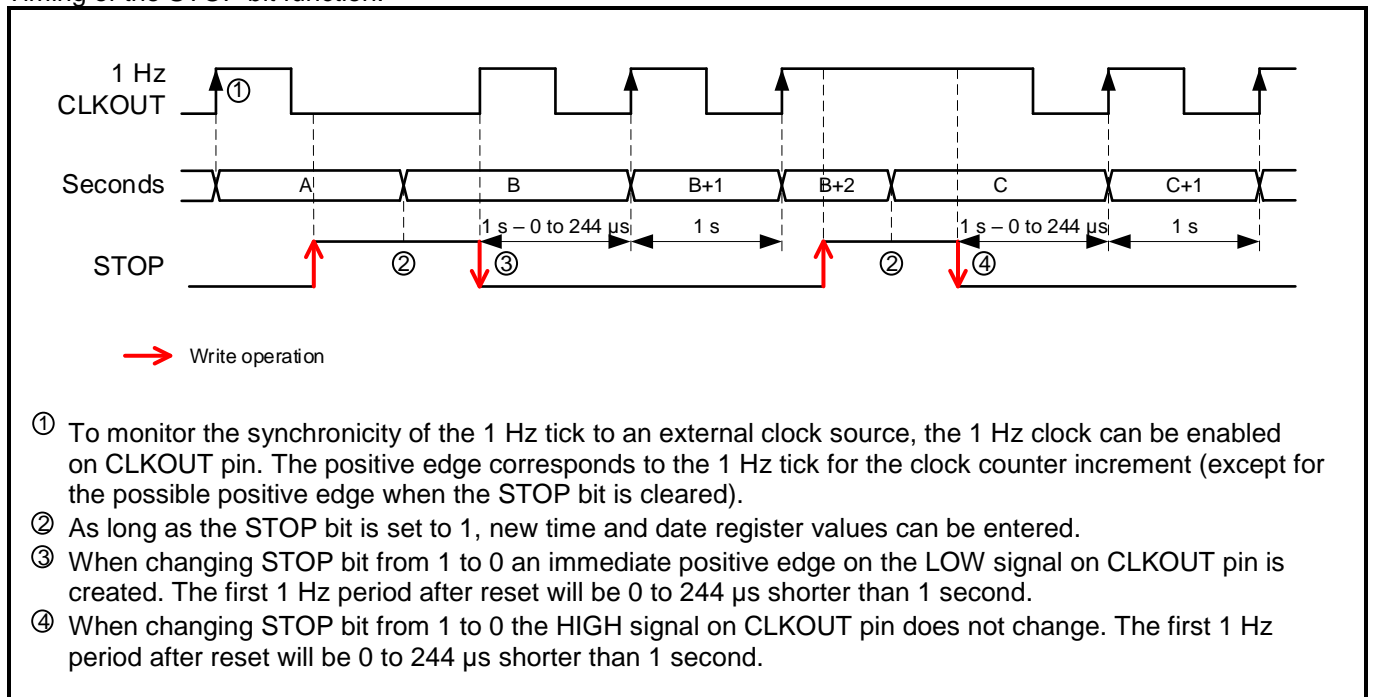 Timing of the STOP bit function:
1 Hz
CLKOUT
①
Seconds
A
B
B+1
B+2
C
C+1
1 s – 0 to 244 µs
1 s
1 s – 0 to 244 µs
1 s
STOP
②
③
②
④
Write operation
① To monitor the synchronicity of the 1 Hz tick to an external clock source, the 1 Hz clock can be enabled
on CLKOUT pin. The positive edge corresponds to the 1 Hz tick for the clock counter increment (except for
the possible positive edge when the STOP bit is cleared).
② As long as the STOP bit is set to 1, new time and date register values can be entered.
③ When changing STOP bit from 1 to 0 an immediate positive edge on the LOW signal on CLKOUT pin is
created. The first 1 Hz period after reset will be 0 to 244 µs shorter than 1 second.
④ When changing STOP bit from 1 to 0 the HIGH signal on CLKOUT pin does not change. The first 1 Hz
period after reset will be 0 to 244 µs shorter than 1 second.